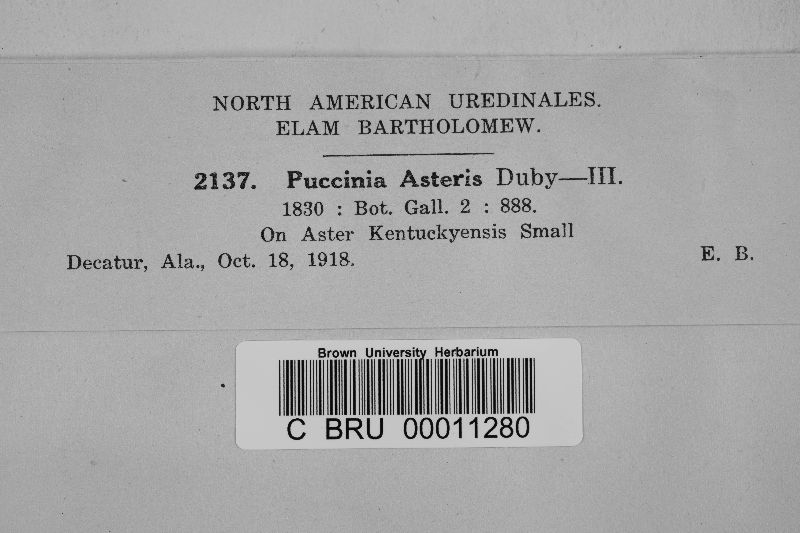 NORTH AMERICAN UREDINALES.
ELAM BARTHOLOMEW.
2137. Puccinia Asteris Duby—III.
1830 : Bot. Gall. 2 : 888.
On Aster Kentuckyensis Small
Decatur, Ala., Oct. 18, 1918. E. B.
Brown University Herbarium
C BRU 00011280